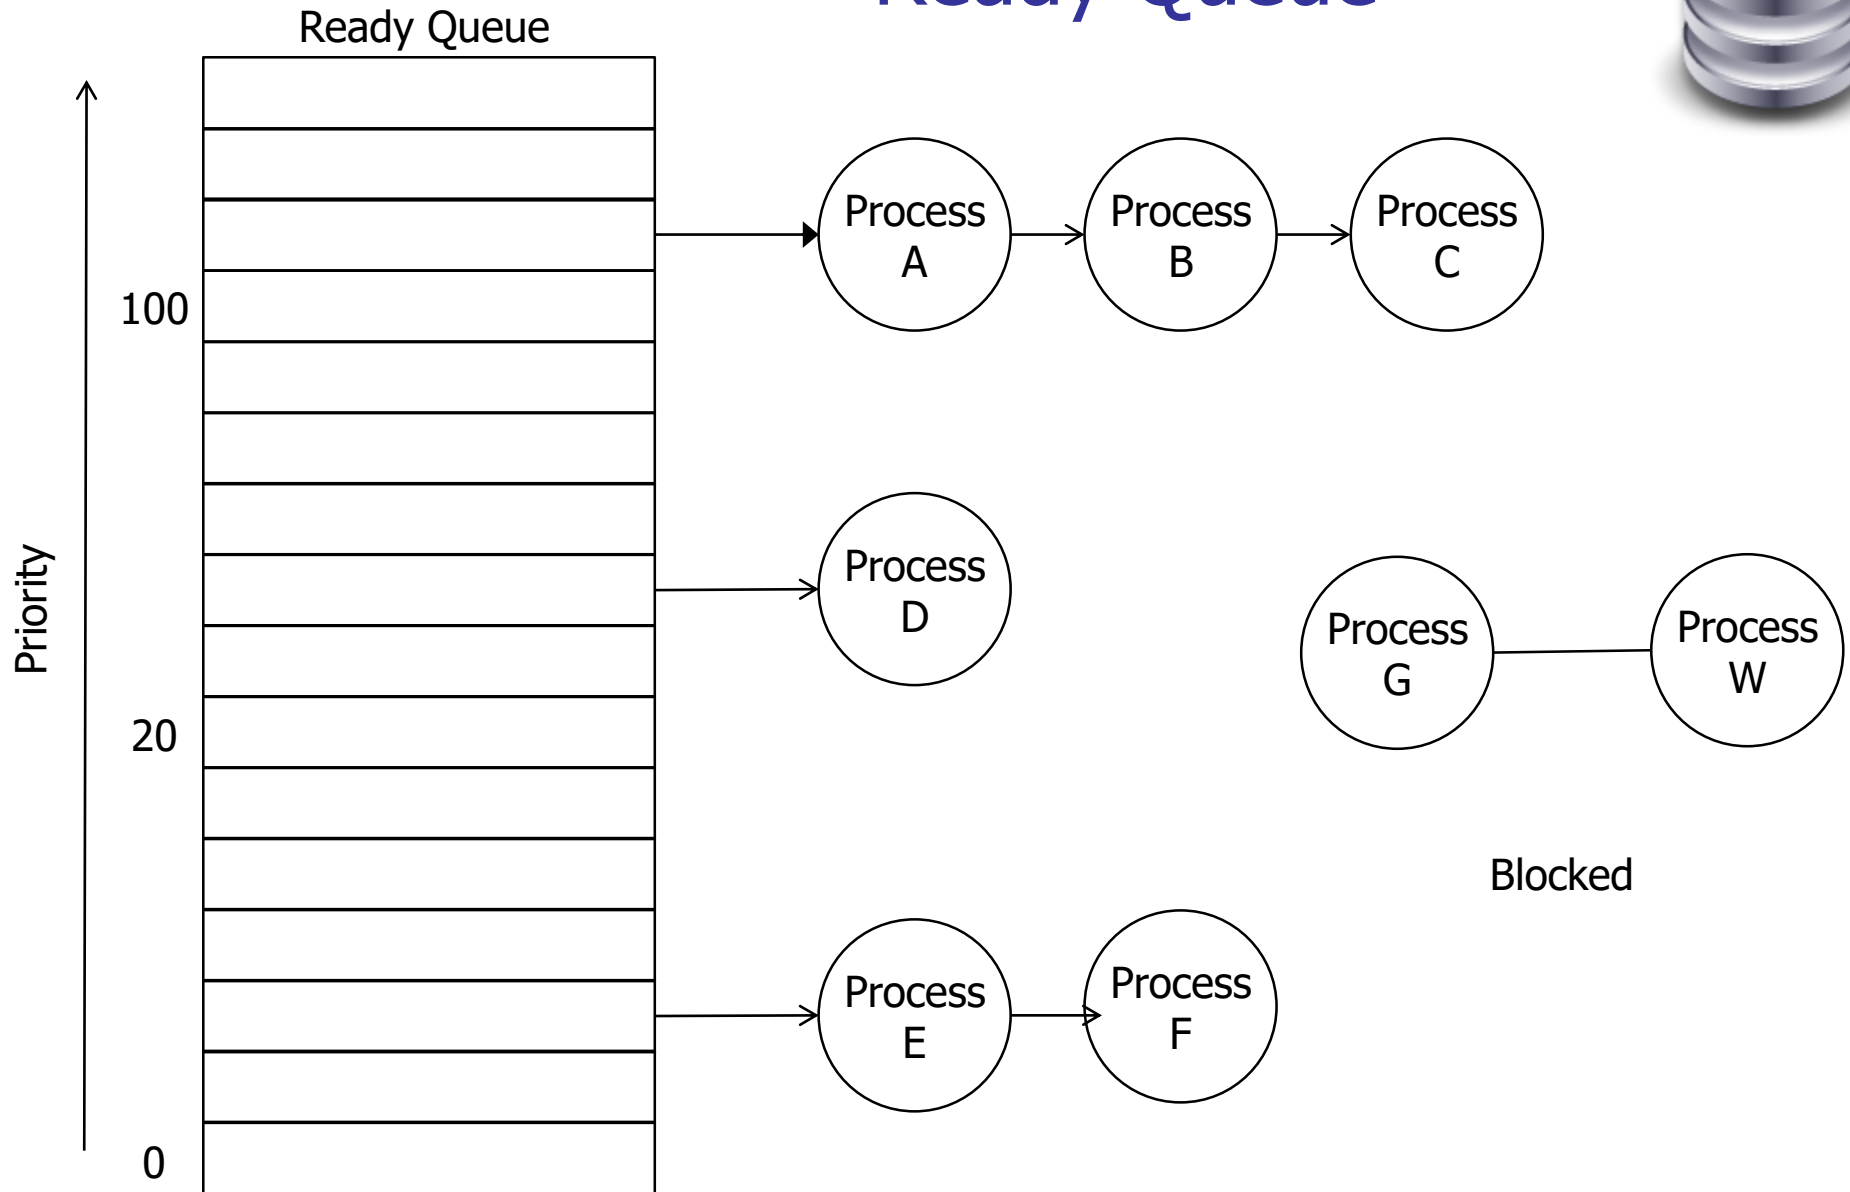 Ready Queue
Ready Queue
Process
A
Process
B
Process
C
100
Process
D
Priority
Process
G
Process
W
20
Blocked
Process
E
Process
F
0